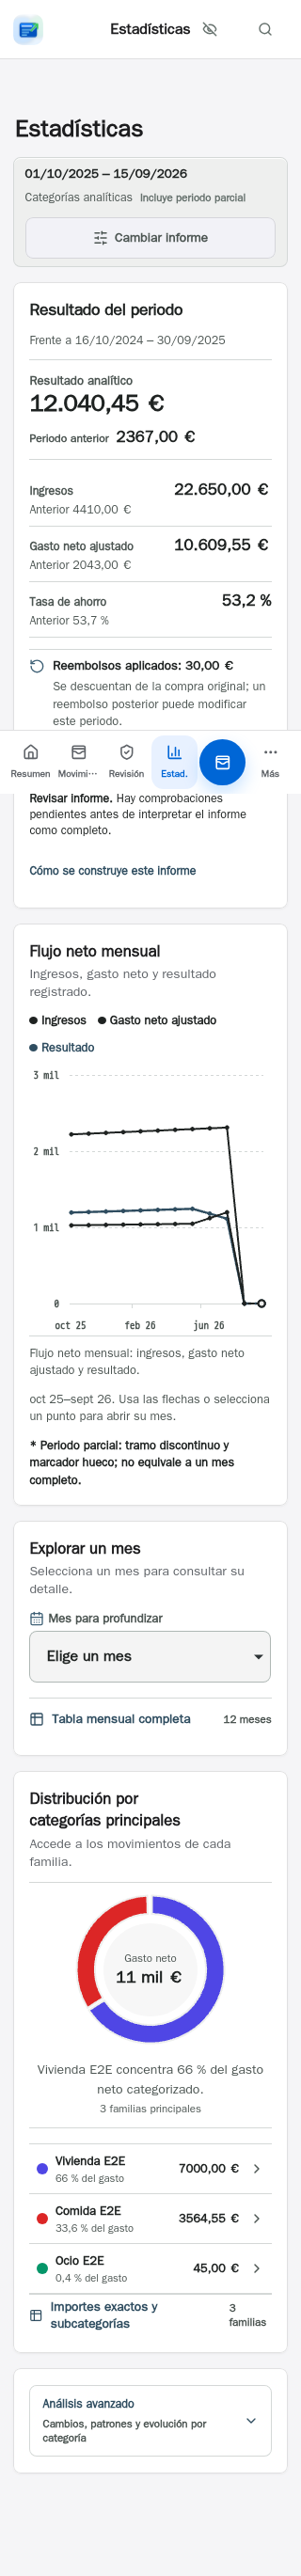 Estadísticas
Estadísticas
01/10/2025 – 15/09/2026
Categorías analíticas Incluye periodo parcial
Cambiar informe
Resultado del periodo
Frente a 16/10/2024 – 30/09/2025
Resultado analítico
12.040,45 €
Periodo anterior 2367,00 €
Ingresos 22.650,00 €
Anterior 4410,00 €
Gasto neto ajustado 10.609,55 €
Anterior 2043,00 €
Tasa de ahorro 53,2 %
Anterior 53,7 %
Reembolsos aplicados: 30,00 €
Se descuentan de la compra original; un
reembolso posterior puede modificar
este periodo.
Resumen Movimi··· Revisión Estad. Más
Revisar informe. Hay comprobaciones
pendientes antes de interpretar el informe
como completo.
Cómo se construye este informe
Flujo neto mensual
Ingresos, gasto neto y resultado
registrado.
Ingresos Gasto neto ajustado
Resultado
3 mil
2 mil
1 mil
0
oct 25 feb 26 jun 26
Flujo neto mensual: ingresos, gasto neto
ajustado y resultado.
oct 25–sept 26. Usa las flechas o selecciona
un punto para abrir su mes.
* Periodo parcial: tramo discontinuo y
marcador hueco; no equivale a un mes
completo.
Explorar un mes
Selecciona un mes para consultar su
detalle.
Mes para profundizar
Elige un mes
Tabla mensual completa 12 meses
Distribución por
categorías principales
Accede a los movimientos de cada
familia.
Gasto neto
11 mil €
Vivienda E2E concentra 66 % del gasto
neto categorizado.
3 familias principales
Vivienda E2E 7000,00 €
66 % del gasto
Comida E2E 3564,55 €
33,6 % del gasto
Ocio E2E 45,00 €
0,4 % del gasto
Importes exactos y
subcategorías
3
familias
Análisis avanzado
Cambios, patrones y evolución por
categoría